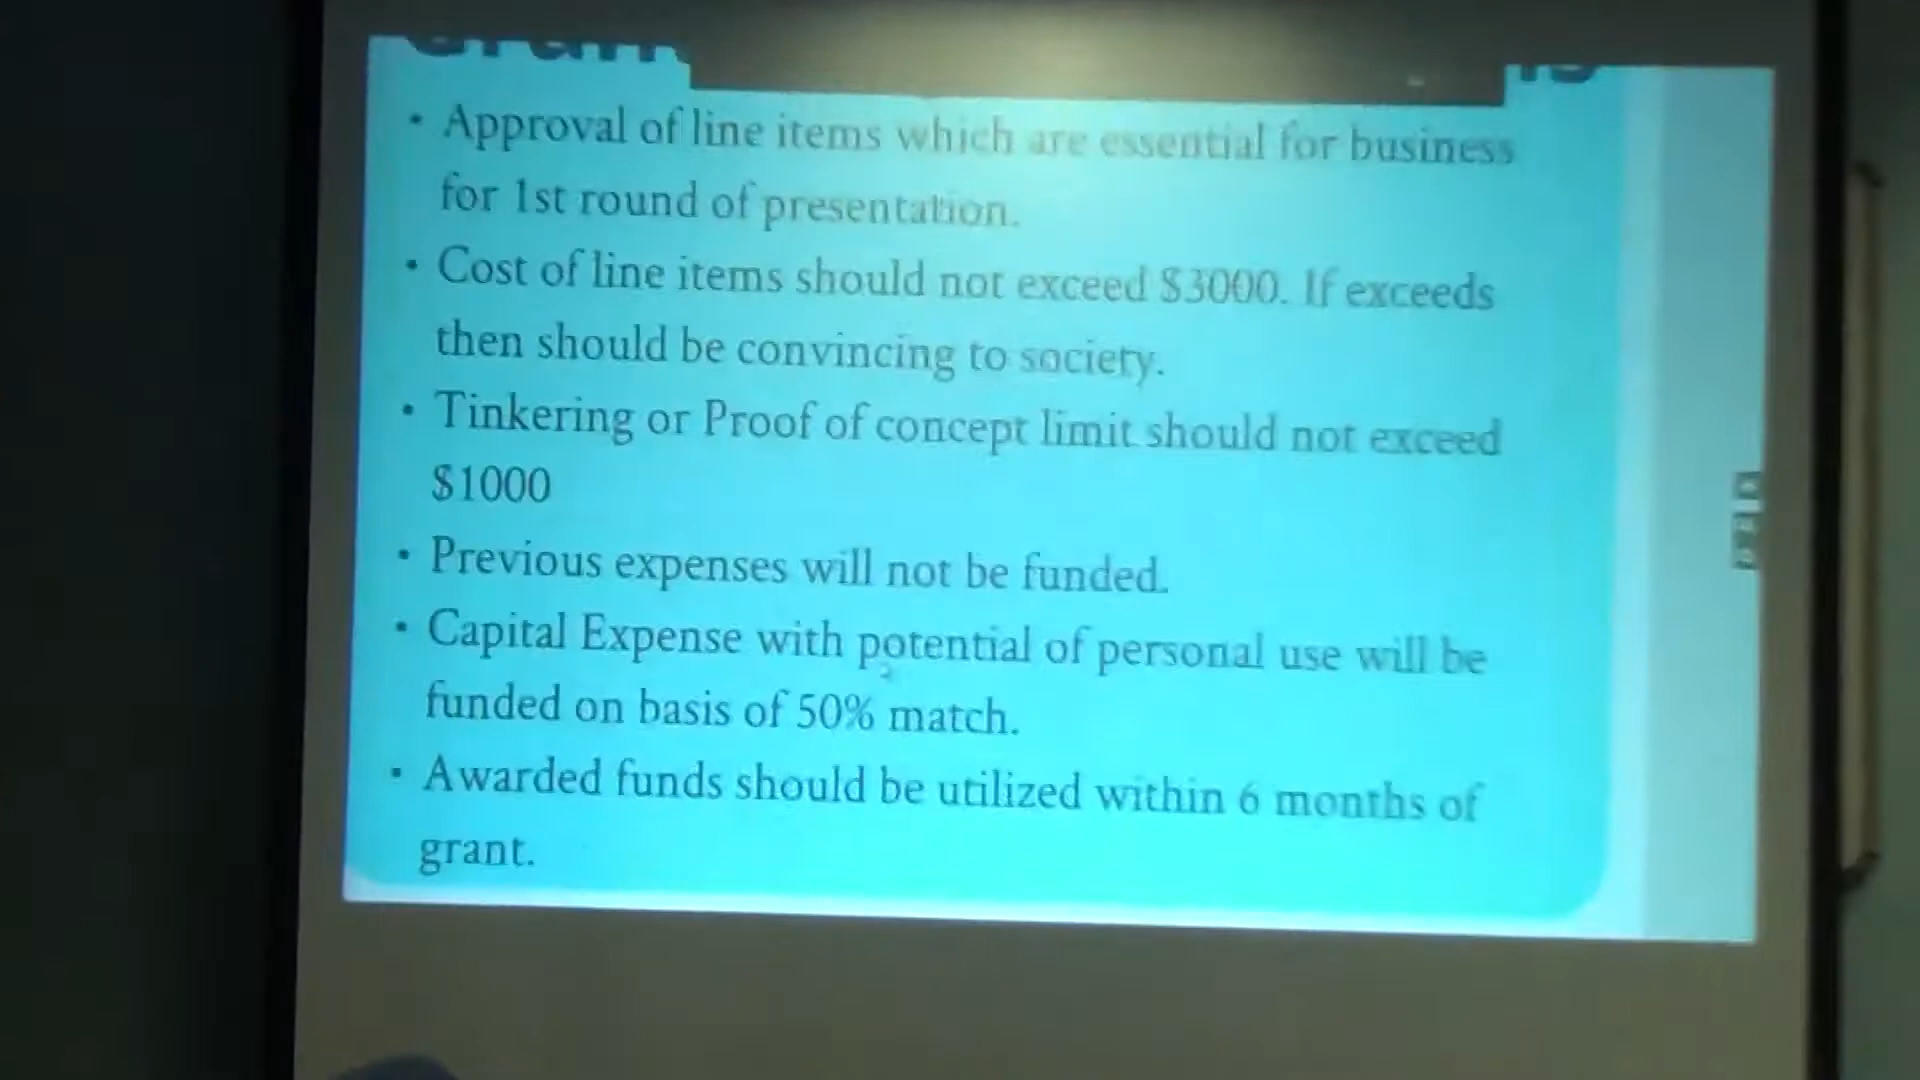 • Approval of line items which are essential for business
for 1st round of presentation.
• Cost of line items should not exceed $3000. If exceeds
then should be convincing to society.
• Tinkering or Proof of concept limit should not exceed
$1000
• Previous expenses will not be funded.
• Capital Expense with potential of personal use will be
funded on basis of 50% match.
• Awarded funds should be utilized within 6 months of
grant.